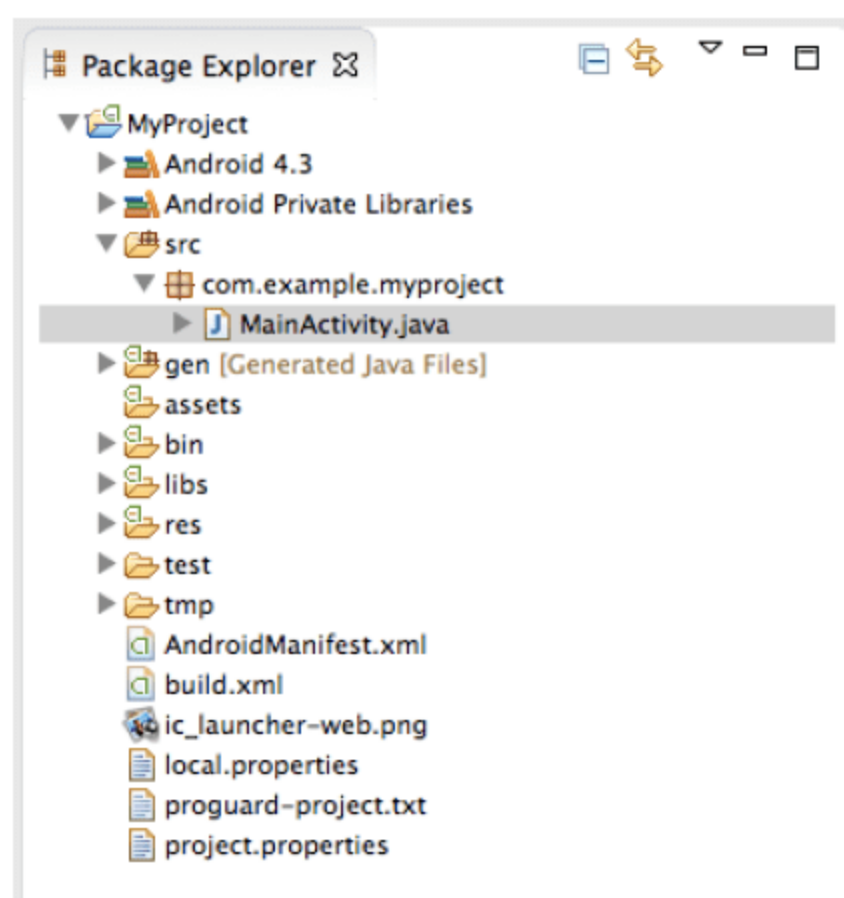 Package Explorer
MyProject
Android 4.3
Android Private Libraries
src
com.example.myproject
MainActivity.java
gen [Generated Java Files]
assets
bin
libs
res
test
tmp
AndroidManifest.xml
build.xml
ic_launcher-web.png
local.properties
proguard-project.txt
project.properties